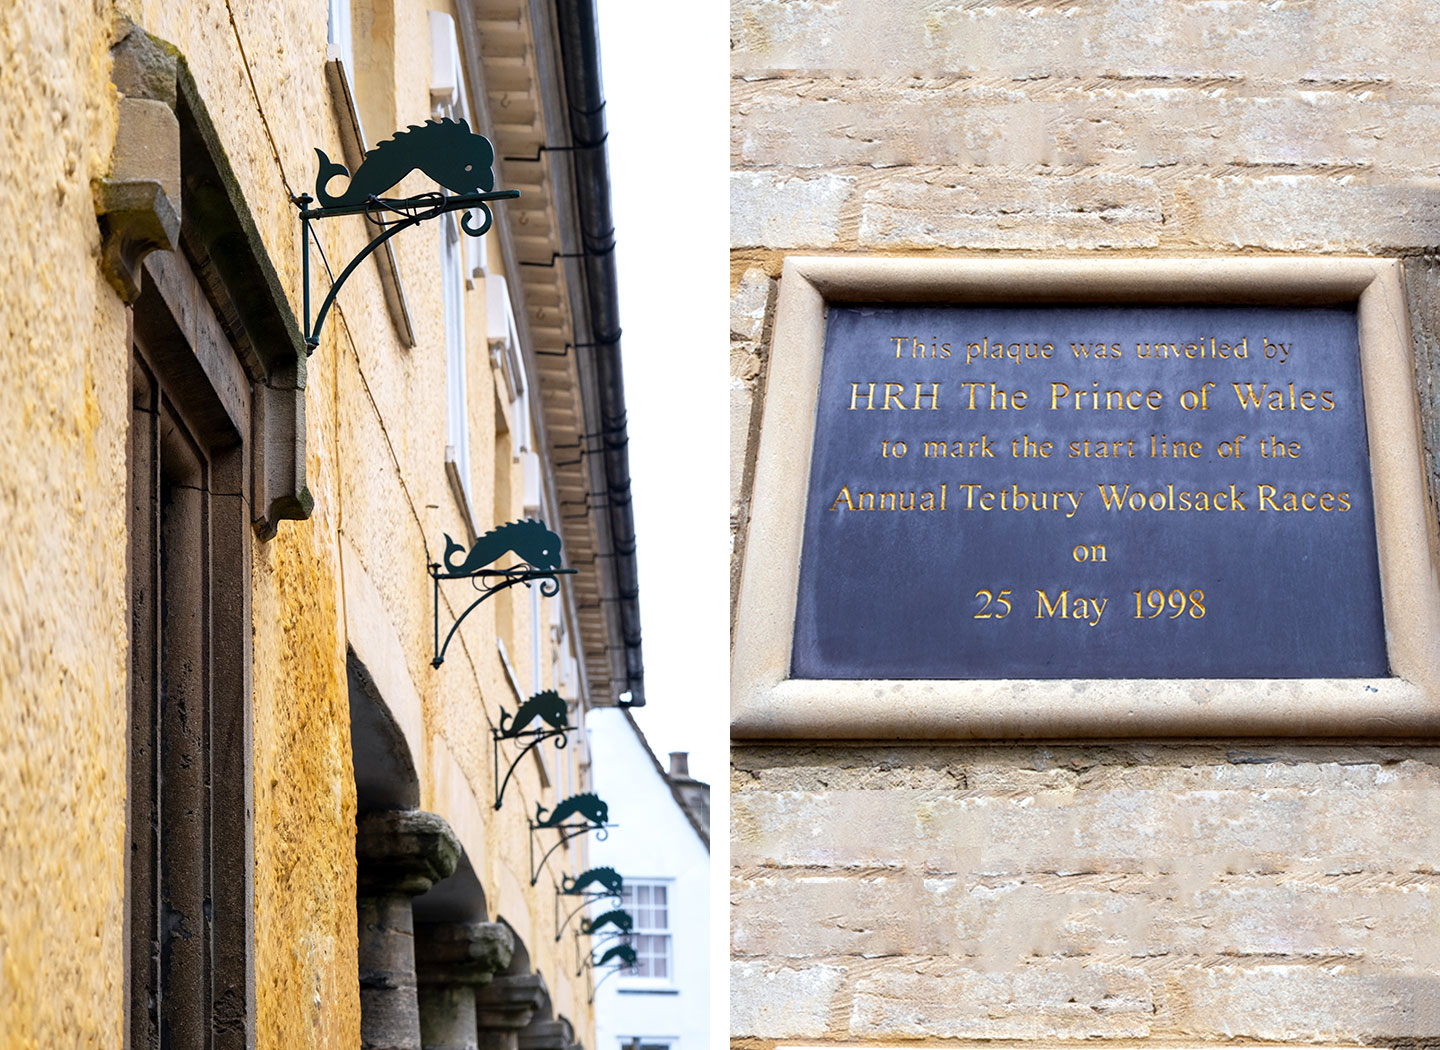 This plaque was unveiled by
HRH The Prince of Wales
to mark the start line of the
Annual Tetbury Woolsack Races
on
25 May 1998